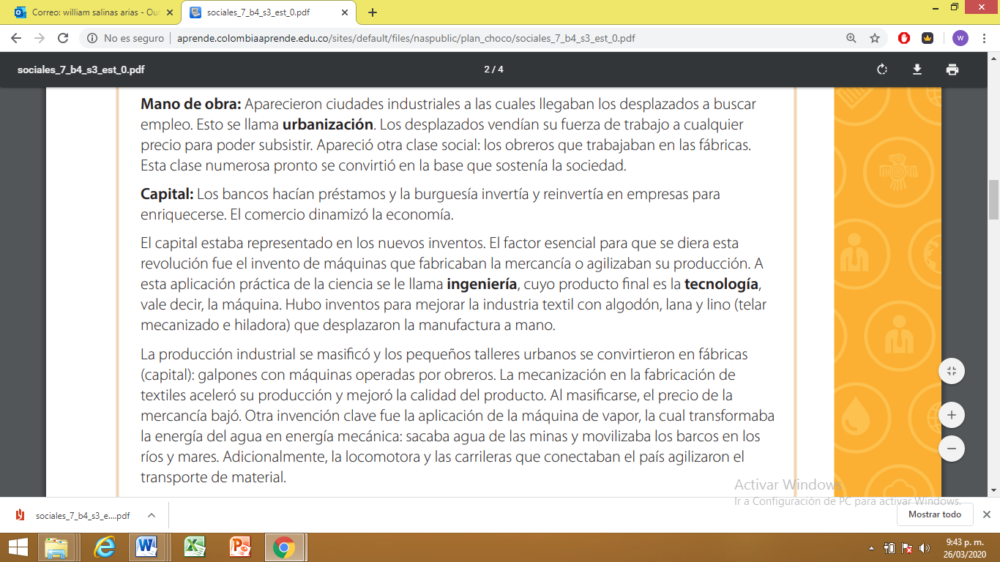 Correo: william salinas arias - Ou
sociales_7_b4_s3_est_0.pdf
No es seguro
aprende.colombiaaprende.edu.co/sites/default/files/naspublic/plan_choco/sociales_7_b4_s3_est_0.pdf
w
sociales_7_b4_s3_est_0.pdf
2 / 4
Mano de obra: Aparecieron ciudades industriales a las cuales llegaban los desplazados a buscar
empleo. Esto se llama urbanización. Los desplazados vendían su fuerza de trabajo a cualquier
precio para poder subsistir. Apareció otra clase social: los obreros que trabajaban en las fábricas.
Esta clase numerosa pronto se convirtió en la base que sostenía la sociedad.
Capital: Los bancos hacían préstamos y la burguesía invertía y reinvertía en empresas para
enriquecerse. El comercio dinamizó la economía.
El capital estaba representado en los nuevos inventos. El factor esencial para que se diera esta
revolución fue el invento de máquinas que fabricaban la mercancía o agilizaban su producción. A
esta aplicación práctica de la ciencia se le llama ingeniería, cuyo producto final es la tecnología,
vale decir, la máquina. Hubo inventos para mejorar la industria textil con algodón, lana y lino (telar
mecanizado e hiladora) que desplazaron la manufactura a mano.
La producción industrial se masificó y los pequeños talleres urbanos se convirtieron en fábricas
(capital): galpones con máquinas operadas por obreros. La mecanización en la fabricación de
textiles aceleró su producción y mejoró la calidad del producto. Al masificarse, el precio de la
mercancía bajó. Otra invención clave fue la aplicación de la máquina de vapor, la cual transformaba
la energía del agua en energía mecánica: sacaba agua de las minas y movilizaba los barcos en los
ríos y mares. Adicionalmente, la locomotora y las carrileras que conectaban el país agilizaron el
transporte de material.
Activar Windows
Ir a Configuración de PC para activar Windows.
sociales_7_b4_s3_e....pdf
Mostrar todo
9:43 p. m.
26/03/2020